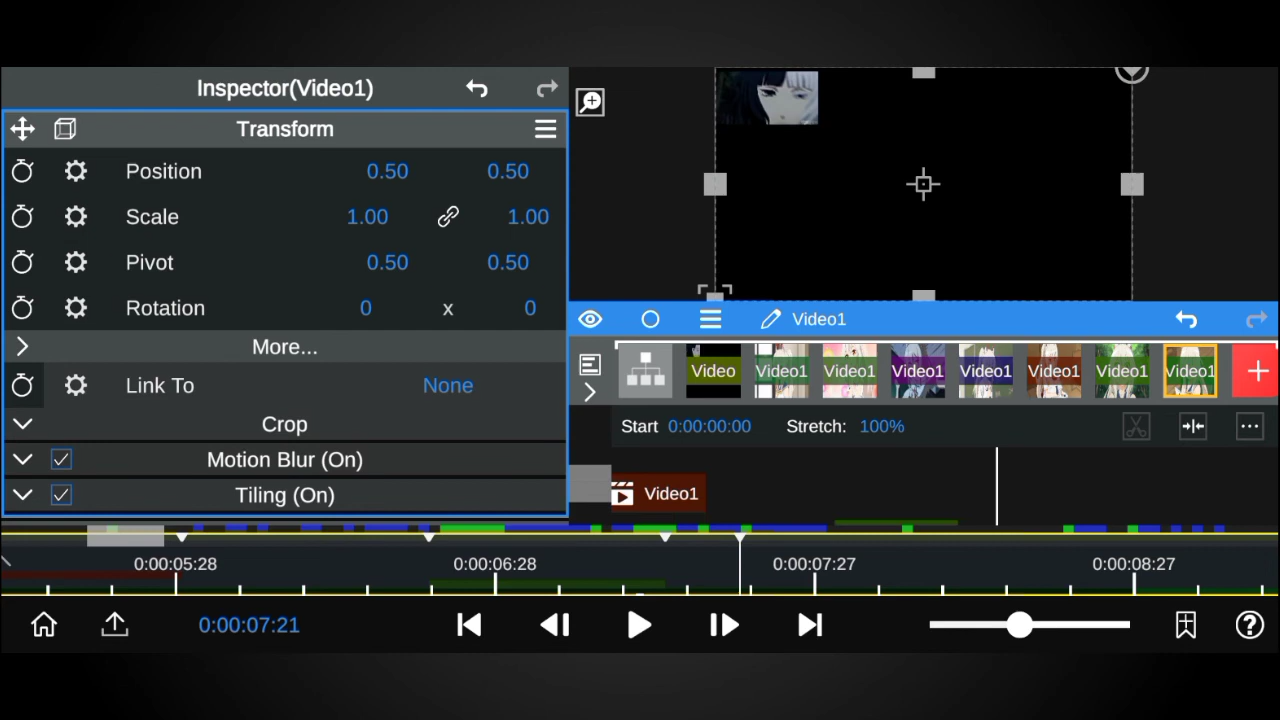 Inspector(Video1)
Transform
Position 0.50 0.50
Scale 1.00 1.00
Pivot 0.50 0.50
Rotation 0 x 0
More...
Link To None
Crop
Motion Blur (On)
Tiling (On)
Video1
Video Video1 Video1 Video1 Video1 Video1 Video1 Video1
Start 0:00:00:00 Stretch: 100%
Video1
0:00:05:28 0:00:06:28 0:00:07:27 0:00:08:27
0:00:07:21